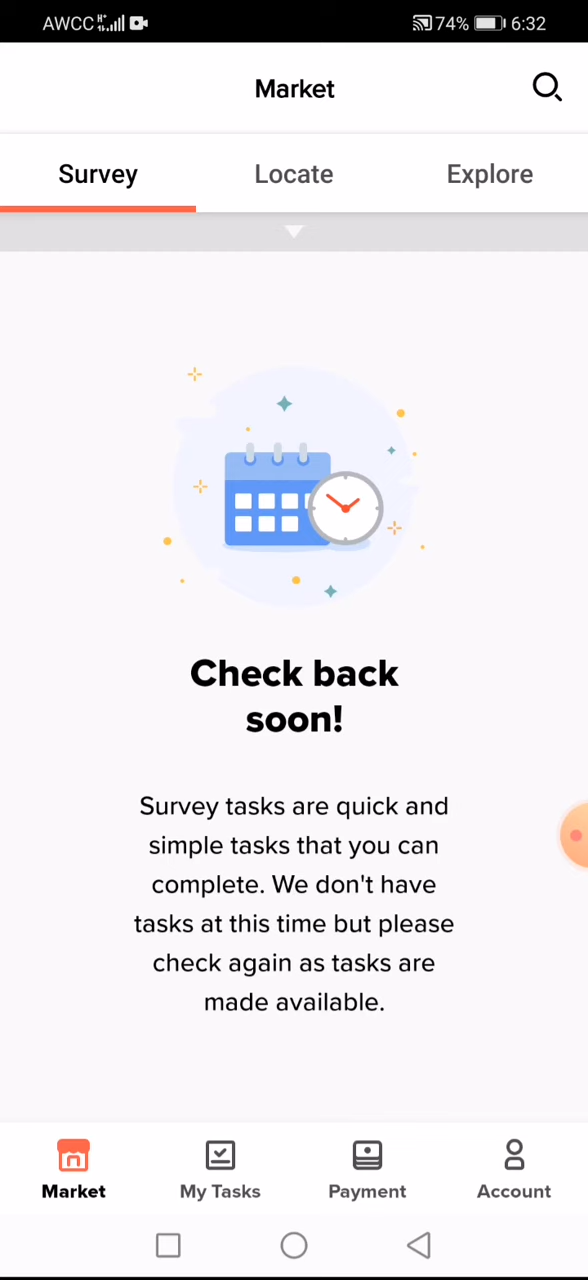 AWCC H+ 74% 6:32
Market
Survey Locate Explore
Check back
soon!
Survey tasks are quick and
simple tasks that you can
complete. We don't have
tasks at this time but please
check again as tasks are
made available.
Market My Tasks Payment Account